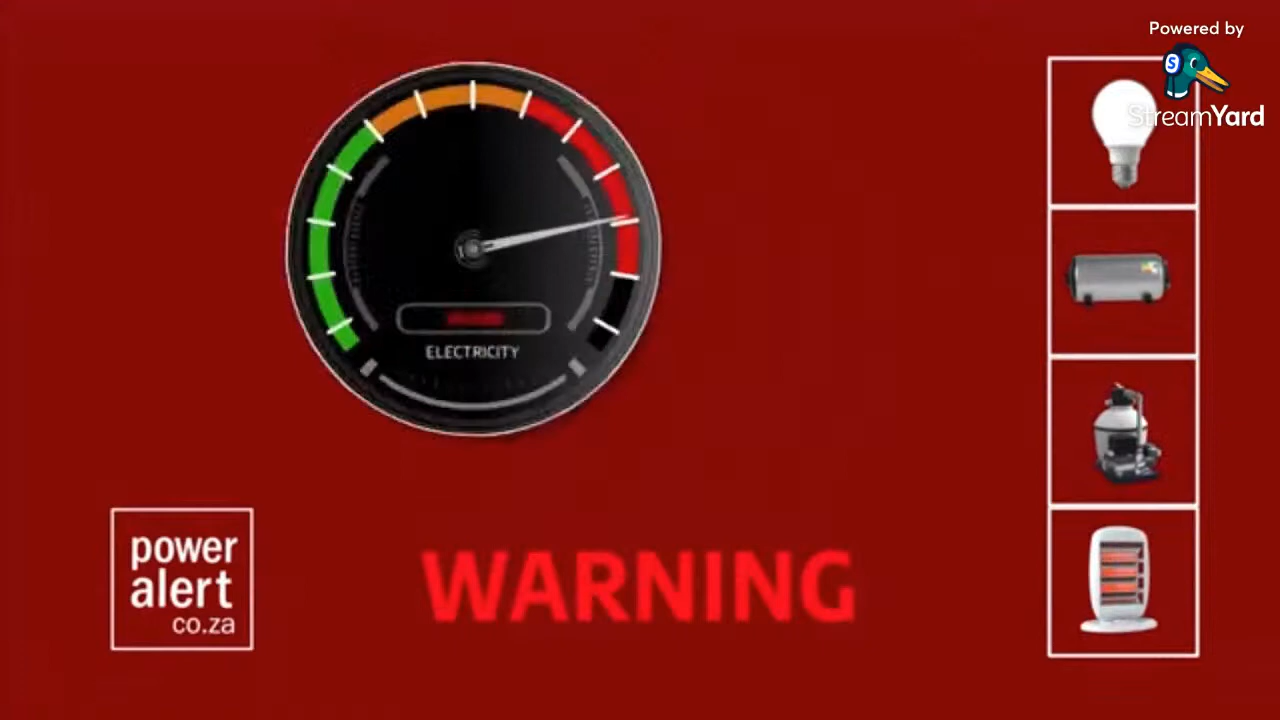 Powered by
StreamYard
ELECTRICITY
power
alert
co.za
WARNING